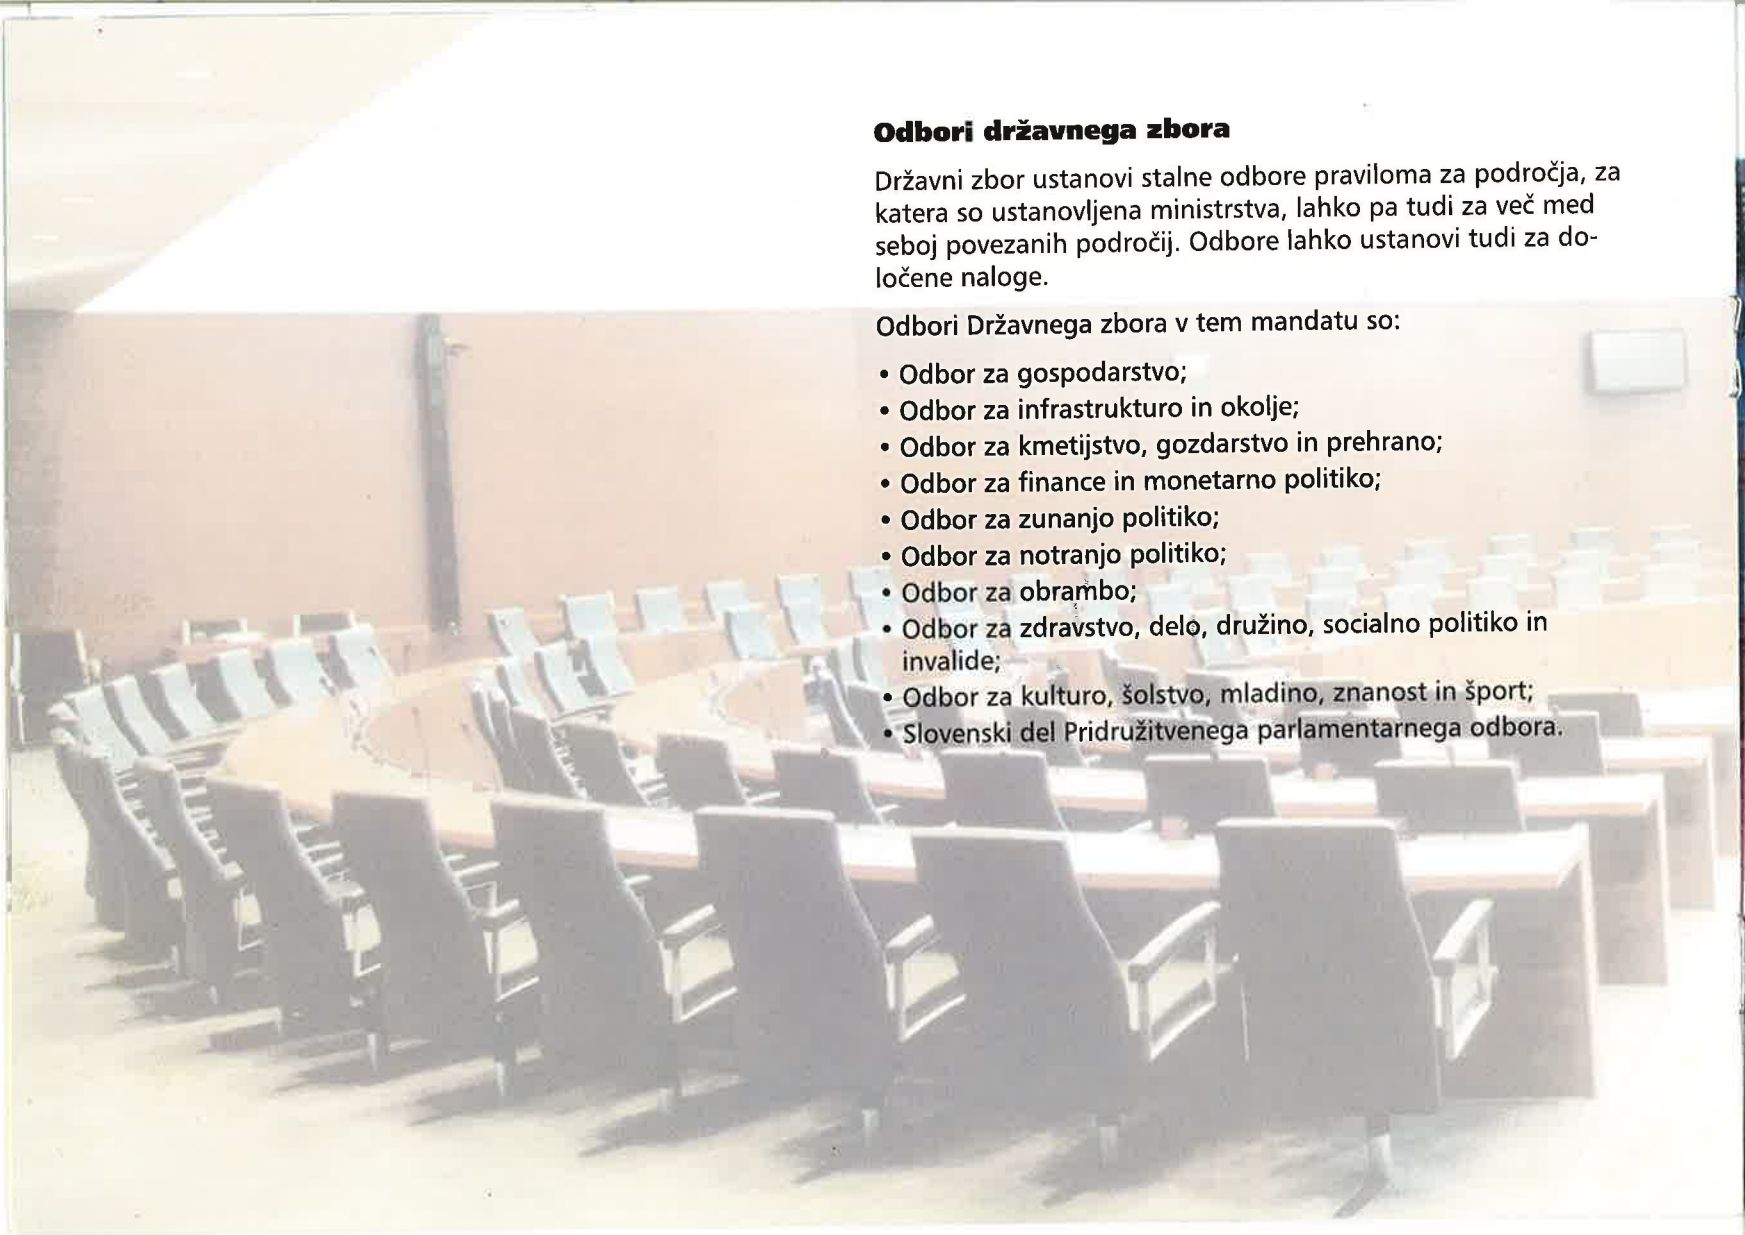 Odbori državnega zbora
Državni zbor ustanovi stalne odbore praviloma za področja, za
katera so ustanovljena ministrstva, lahko pa tudi za več med
seboj povezanih področij. Odbore lahko ustanovi tudi za do-
ločene naloge.
Odbori Državnega zbora v tem mandatu so:
• Odbor za gospodarstvo;
• Odbor za infrastrukturo in okolje;
• Odbor za kmetijstvo, gozdarstvo in prehrano;
• Odbor za finance in monetarno politiko;
• Odbor za zunanjo politiko;
• Odbor za notranjo politiko;
• Odbor za obrambo;
• Odbor za zdravstvo, delo, družino, socialno politiko in
invalide;
• Odbor za kulturo, šolstvo, mladino, znanost in šport;
• Slovenski del Pridružitvenega parlamentarnega odbora.